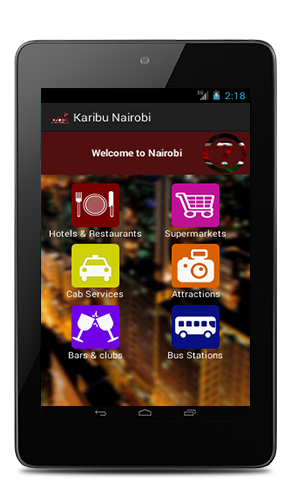 2:18
Karibu Nairobi
Welcome to Nairobi
Hotels & Restaurants
Supermarkets
Cab Services
Attractions
Bars & clubs
Bus Stations